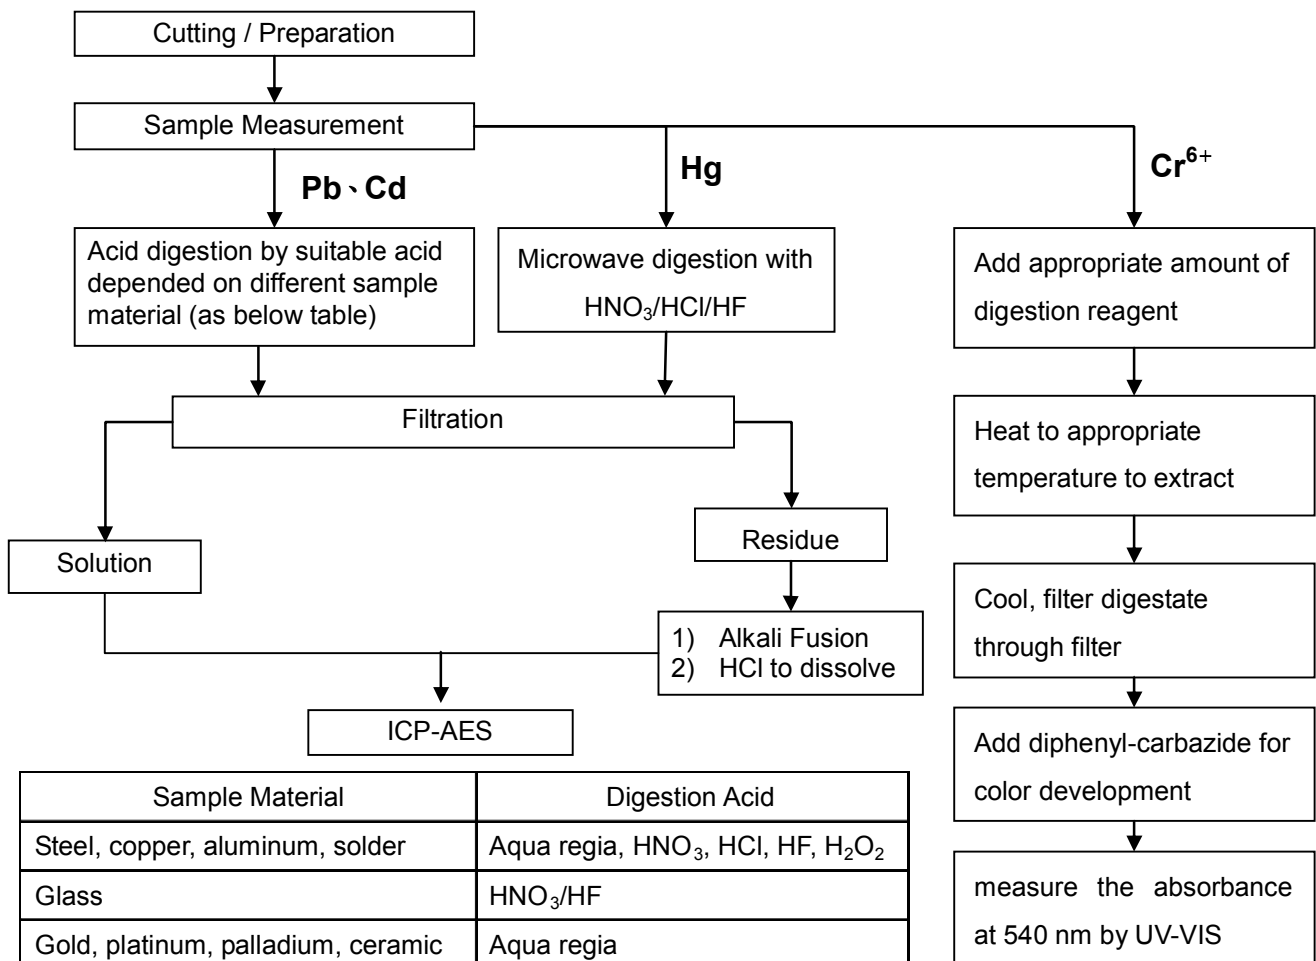 Cutting / Preparation
Sample Measurement
Pb、Cd
Hg
Cr⁶⁺
Acid digestion by suitable acid
depended on different sample
material (as below table)
Microwave digestion with
HNO₃/HCl/HF
Add appropriate amount of
digestion reagent
Filtration
Heat to appropriate
temperature to extract
Solution
Residue
Cool, filter digestate
through filter
1) Alkali Fusion
2) HCl to dissolve
ICP-AES
Add diphenyl-carbazide for
color development
measure the absorbance
at 540 nm by UV-VIS
Sample Material Digestion Acid
Steel, copper, aluminum, solder Aqua regia, HNO₃, HCl, HF, H₂O₂
Glass HNO₃/HF
Gold, platinum, palladium, ceramic Aqua regia